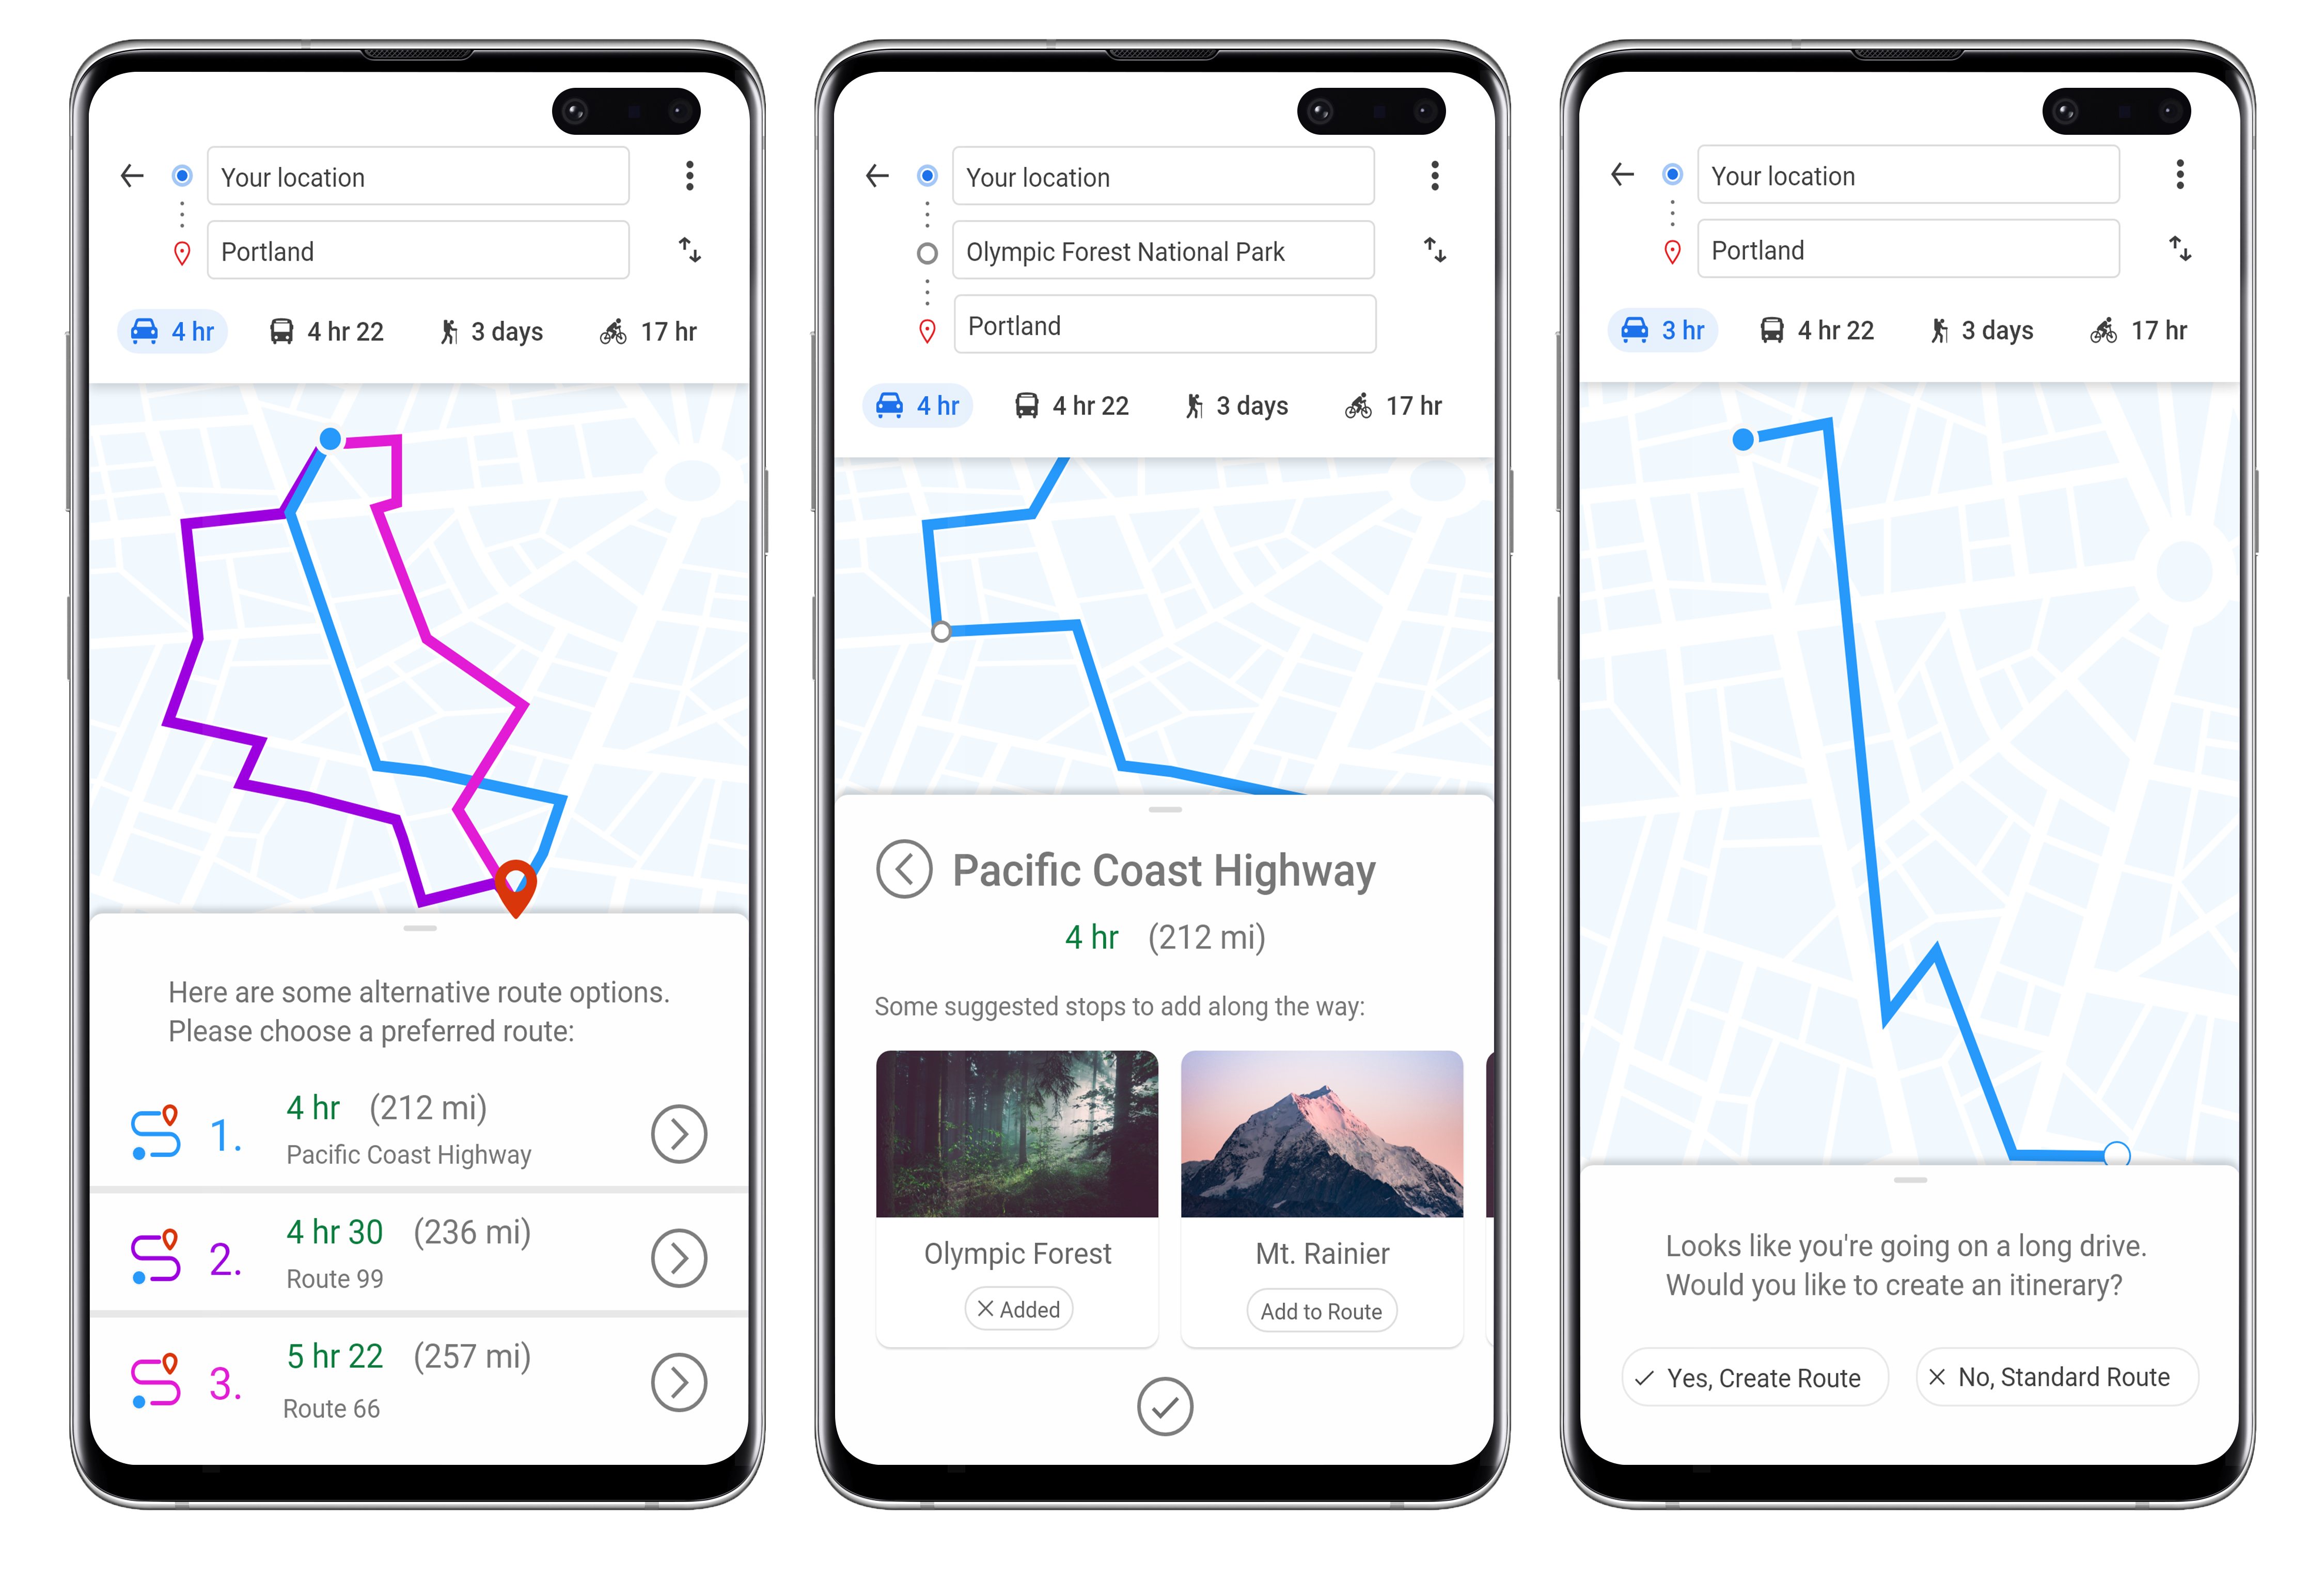 Your location
Portland
4 hr
4 hr 22
3 days
17 hr
Here are some alternative route options.
Please choose a preferred route:
1.
4 hr (212 mi)
Pacific Coast Highway
2.
4 hr 30 (236 mi)
Route 99
3.
5 hr 22 (257 mi)
Route 66
Your location
Olympic Forest National Park
Portland
4 hr
4 hr 22
3 days
17 hr
Pacific Coast Highway
4 hr (212 mi)
Some suggested stops to add along the way:
Olympic Forest
Added
Mt. Rainier
Add to Route
Your location
Portland
3 hr
4 hr 22
3 days
17 hr
Looks like you're going on a long drive.
Would you like to create an itinerary?
Yes, Create Route
No, Standard Route